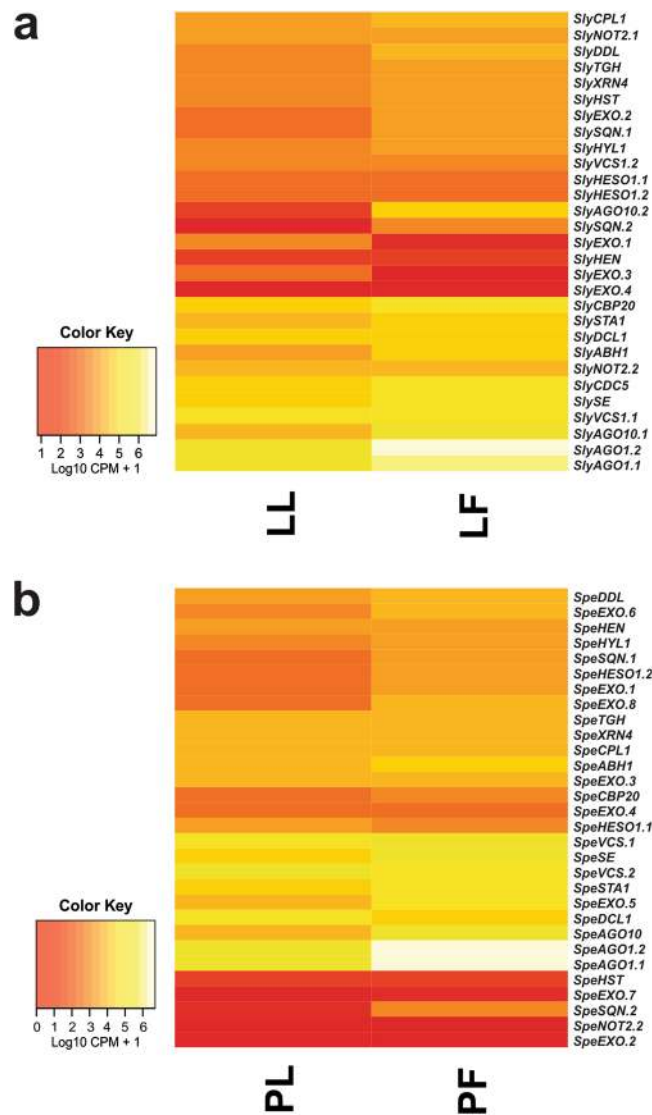 a
SlyCPL1
SlyNOT2.1
SlyDDL
SlyTGH
SlyXRN4
SlyHST
SlyEXO.2
SlySQN.1
SlyHYL1
SlyVCS1.2
SlyHESO1.1
SlyHESO1.2
SlyAGO10.2
SlySQN.2
SlyEXO.1
SlyHEN
SlyEXO.3
SlyEXO.4
SlyCBP20
SlySTA1
SlyDCL1
SlyABH1
SlyNOT2.2
SlyCDC5
SlySE
SlyVCS1.1
SlyAGO10.1
SlyAGO1.2
SlyAGO1.1
Color Key
1 2 3 4 5 6
Log10 CPM + 1
LL
LF
b
SpeDDL
SpeEXO.6
SpeHEN
SpeHYL1
SpeSQN.1
SpeHESO1.2
SpeEXO.1
SpeEXO.8
SpeTGH
SpeXRN4
SpeCPL1
SpeABH1
SpeEXO.3
SpeCBP20
SpeEXO.4
SpeHESO1.1
SpeVCS.1
SpeSE
SpeVCS.2
SpeSTA1
SpeEXO.5
SpeDCL1
SpeAGO10
SpeAGO1.2
SpeAGO1.1
SpeHST
SpeEXO.7
SpeSQN.2
SpeNOT2.2
SpeEXO.2
Color Key
0 1 2 3 4 5 6
Log10 CPM + 1
PL
PF